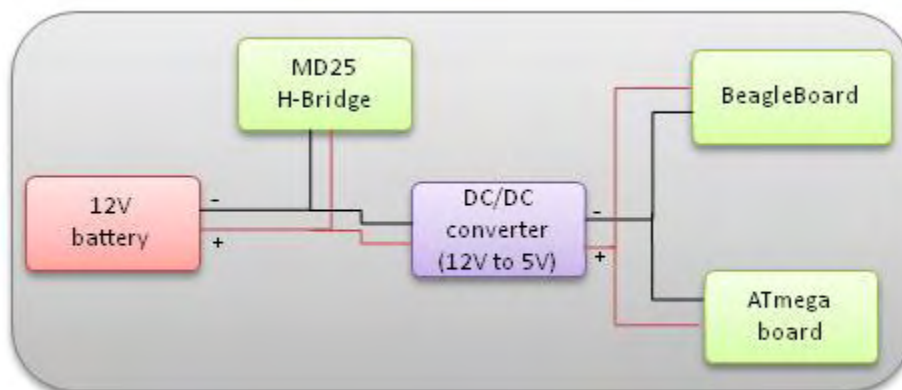 MD25
H-Bridge
BeagleBoard
12V
battery
-
+
DC/DC
converter
(12V to 5V)
-
+
ATmega
board